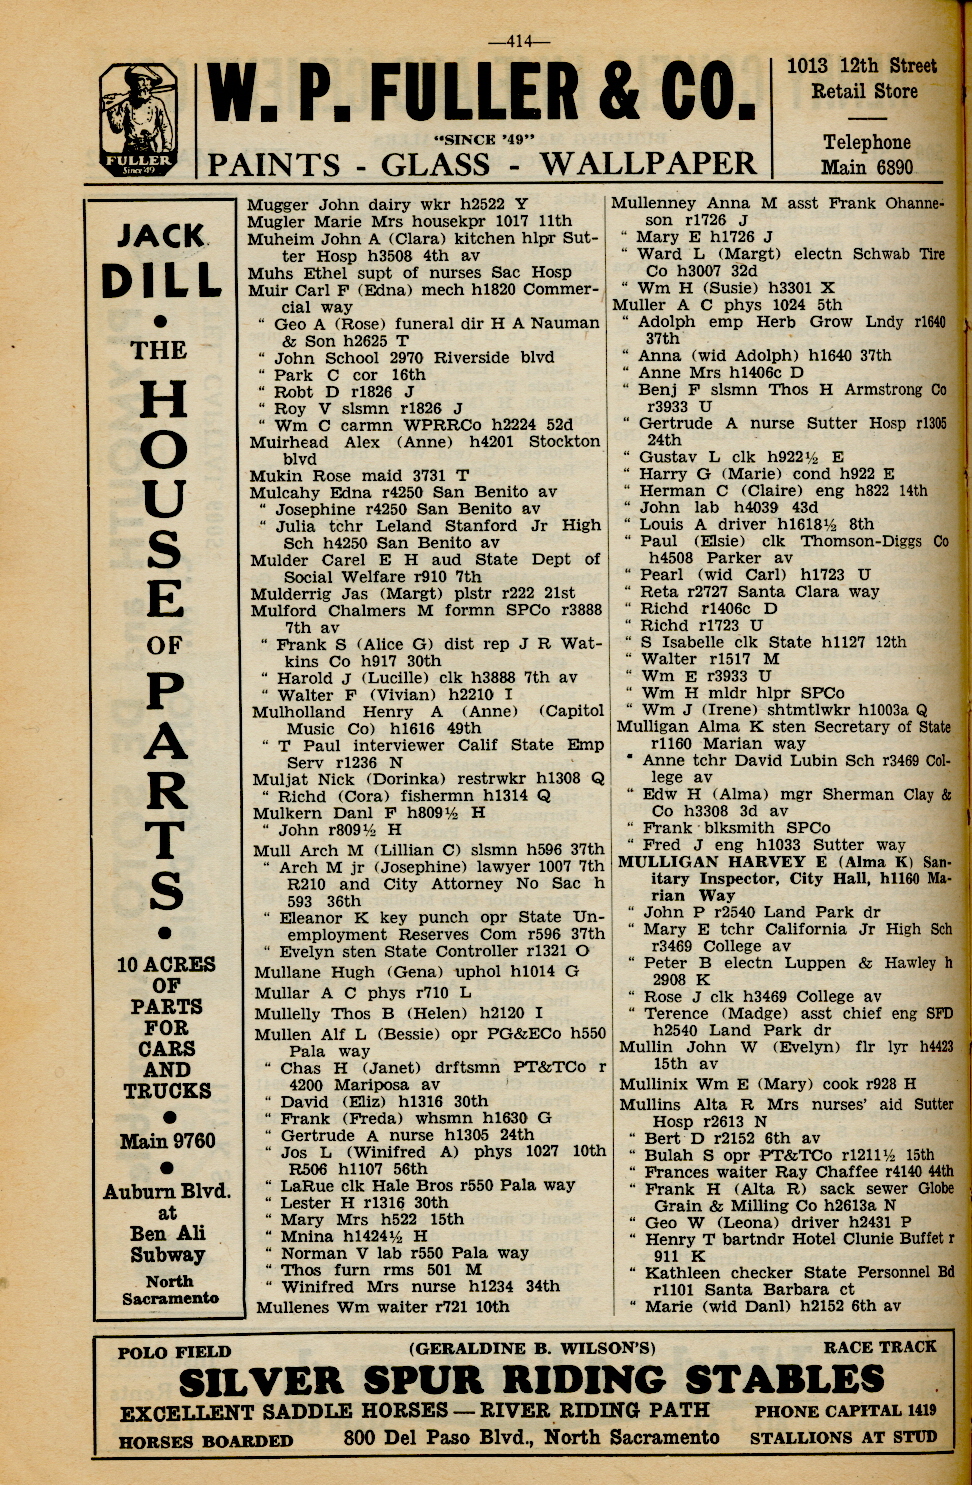 —414—
FULLER
Since '49
W. P. FULLER & CO.
"SINCE '49"
PAINTS - GLASS - WALLPAPER
1013 12th Street
Retail Store
Telephone
Main 6890
JACK
DILL
•
THE
HOUSE
OF
PARTS
•
10 ACRES
OF
PARTS
FOR
CARS
AND
TRUCKS
•
Main 9760
•
Auburn Blvd.
at
Ben Ali
Subway
North
Sacramento
Mugger John dairy wkr h2522 Y
Mugler Marie Mrs housekpr 1017 11th
Muheim John A (Clara) kitchen hlpr Sut-
ter Hosp h3508 4th av
Muhs Ethel supt of nurses Sac Hosp
Muir Carl F (Edna) mech h1820 Commer-
cial way
" Geo A (Rose) funeral dir H A Nauman
& Son h2625 T
" John School 2970 Riverside blvd
" Park C cor 16th
" Robt D r1826 J
" Roy V slsmn r1826 J
" Wm C carmn WPRRCo h2224 52d
Muirhead Alex (Anne) h4201 Stockton
blvd
Mukin Rose maid 3731 T
Mulcahy Edna r4250 San Benito av
" Josephine r4250 San Benito av
" Julia tchr Leland Stanford Jr High
Sch h4250 San Benito av
Mulder Carel E H aud State Dept of
Social Welfare r910 7th
Mulderrig Jas (Margt) plstr r222 21st
Mulford Chalmers M formn SPCo r3888
7th av
" Frank S (Alice G) dist rep J R Wat-
kins Co h917 30th
" Harold J (Lucille) clk h3888 7th av
" Walter F (Vivian) h2210 I
Mulholland Henry A (Anne) (Capitol
Music Co) h1616 49th
" T Paul interviewer Calif State Emp
Serv r1236 N
Muljat Nick (Dorinka) restrwkr h1308 Q
" Richd (Cora) fishermn h1314 Q
Mulkern Danl F h809½ H
" John r809½ H
Mull Arch M (Lillian C) slsmn h596 37th
" Arch M jr (Josephine) lawyer 1007 7th
R210 and City Attorney No Sac h
593 36th
" Eleanor K key punch opr State Un-
employment Reserves Com r596 37th
" Evelyn sten State Controller r1321 O
Mullane Hugh (Gena) uphol h1014 G
Mullar A C phys r710 L
Mullelly Thos B (Helen) h2120 I
Mullen Alf L (Bessie) opr PG&ECo h550
Pala way
" Chas H (Janet) drftsmn PT&TCo r
4200 Mariposa av
" David (Eliz) h1316 30th
" Frank (Freda) whsmn h1630 G
" Gertrude A nurse h1305 24th
" Jos L (Winifred A) phys 1027 10th
R506 h1107 56th
" LaRue clk Hale Bros r550 Pala way
" Lester H r1316 30th
" Mary Mrs h522 15th
" Mnina h1424½ H
" Norman V lab r550 Pala way
" Thos furn rms 501 M
" Winifred Mrs nurse h1234 34th
Mullenes Wm waiter r721 10th
Mullenney Anna M asst Frank Ohanne-
son r1726 J
" Mary E h1726 J
" Ward L (Margt) electn Schwab Tire
Co h3007 32d
" Wm H (Susie) h3301 X
Muller A C phys 1024 5th
" Adolph emp Herb Grow Lndy r1640
37th
" Anna (wid Adolph) h1640 37th
" Anne Mrs h1406c D
" Benj F slsmn Thos H Armstrong Co
r3933 U
" Gertrude A nurse Sutter Hosp r1305
24th
" Gustav L clk h922½ E
" Harry G (Marie) cond h922 E
" Herman C (Claire) eng h822 14th
" John lab h4039 43d
" Louis A driver h1618½ 8th
" Paul (Elsie) clk Thomson-Diggs Co
h4508 Parker av
" Pearl (wid Carl) h1723 U
" Reta r2727 Santa Clara way
" Richd r1406c D
" Richd r1723 U
" S Isabelle clk State h1127 12th
" Walter r1517 M
" Wm E r3933 U
" Wm H mldr hlpr SPCo
" Wm J (Irene) shtmtlwkr h1003a Q
Mulligan Alma K sten Secretary of State
r1160 Marian way
" Anne tchr David Lubin Sch r3469 Col-
lege av
" Edw H (Alma) mgr Sherman Clay &
Co h3308 3d av
" Frank blksmith SPCo
" Fred J eng h1033 Sutter way
MULLIGAN HARVEY E (Alma K) San-
itary Inspector, City Hall, h1160 Ma-
rian Way
" John P r2540 Land Park dr
" Mary E tchr California Jr High Sch
r3469 College av
" Peter B electn Luppen & Hawley h
2908 K
" Rose J clk h3469 College av
" Terence (Madge) asst chief eng SFD
h2540 Land Park dr
Mullin John W (Evelyn) flr lyr h4423
15th av
Mullinix Wm E (Mary) cook r928 H
Mullins Alta R Mrs nurses' aid Sutter
Hosp r2613 N
" Bert D r2152 6th av
" Bulah S opr PT&TCo r1211½ 15th
" Frances waiter Ray Chaffee r4140 44th
" Frank H (Alta R) sack sewer Globe
Grain & Milling Co h2613a N
" Geo W (Leona) driver h2431 P
" Henry T bartndr Hotel Clunie Buffet r
911 K
" Kathleen checker State Personnel Bd
r1101 Santa Barbara ct
" Marie (wid Danl) h2152 6th av
POLO FIELD (GERALDINE B. WILSON'S) RACE TRACK
SILVER SPUR RIDING STABLES
EXCELLENT SADDLE HORSES — RIVER RIDING PATH PHONE CAPITAL 1419
HORSES BOARDED 800 Del Paso Blvd., North Sacramento STALLIONS AT STUD